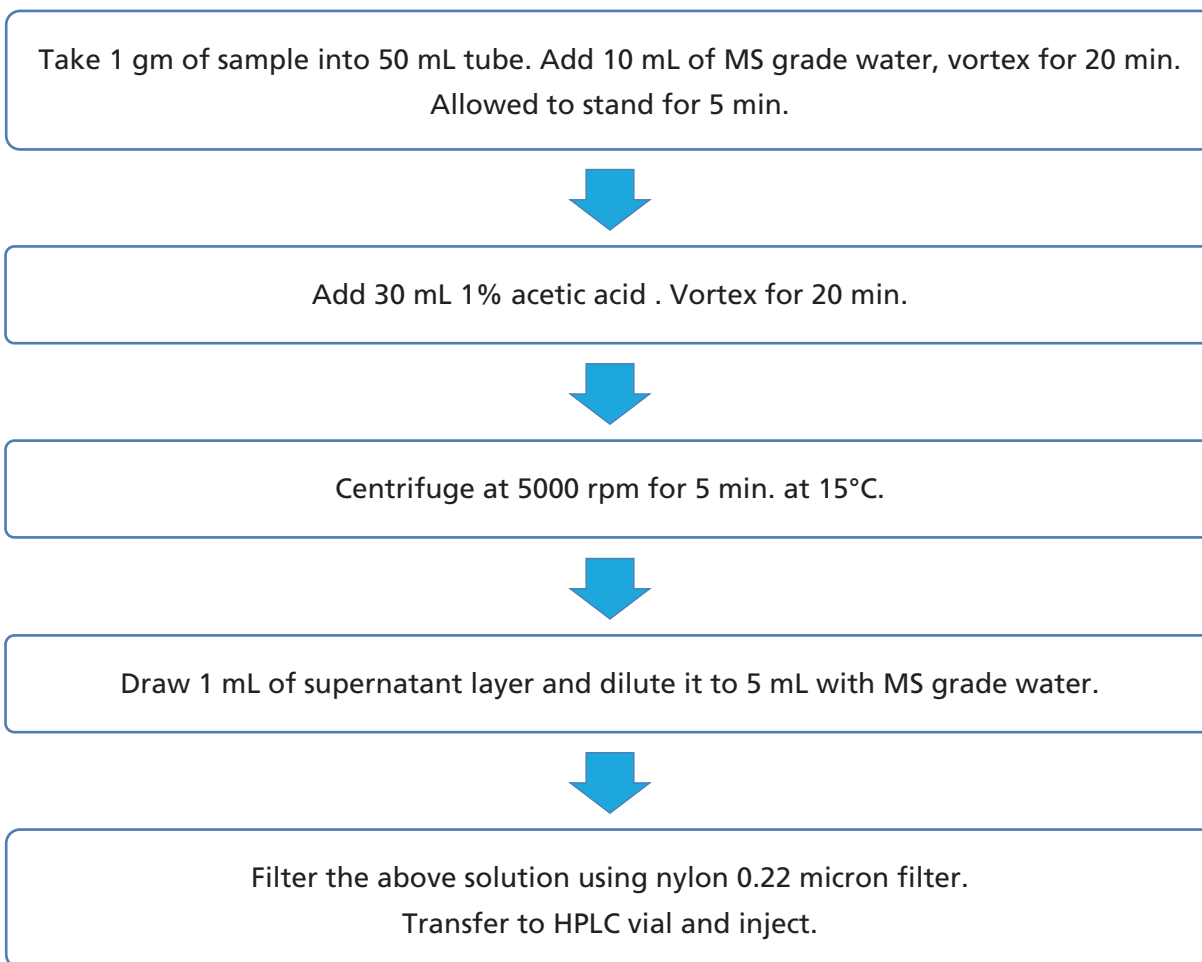 Take 1 gm of sample into 50 mL tube. Add 10 mL of MS grade water, vortex for 20 min.
Allowed to stand for 5 min.
Add 30 mL 1% acetic acid . Vortex for 20 min.
Centrifuge at 5000 rpm for 5 min. at 15°C.
Draw 1 mL of supernatant layer and dilute it to 5 mL with MS grade water.
Filter the above solution using nylon 0.22 micron filter.
Transfer to HPLC vial and inject.